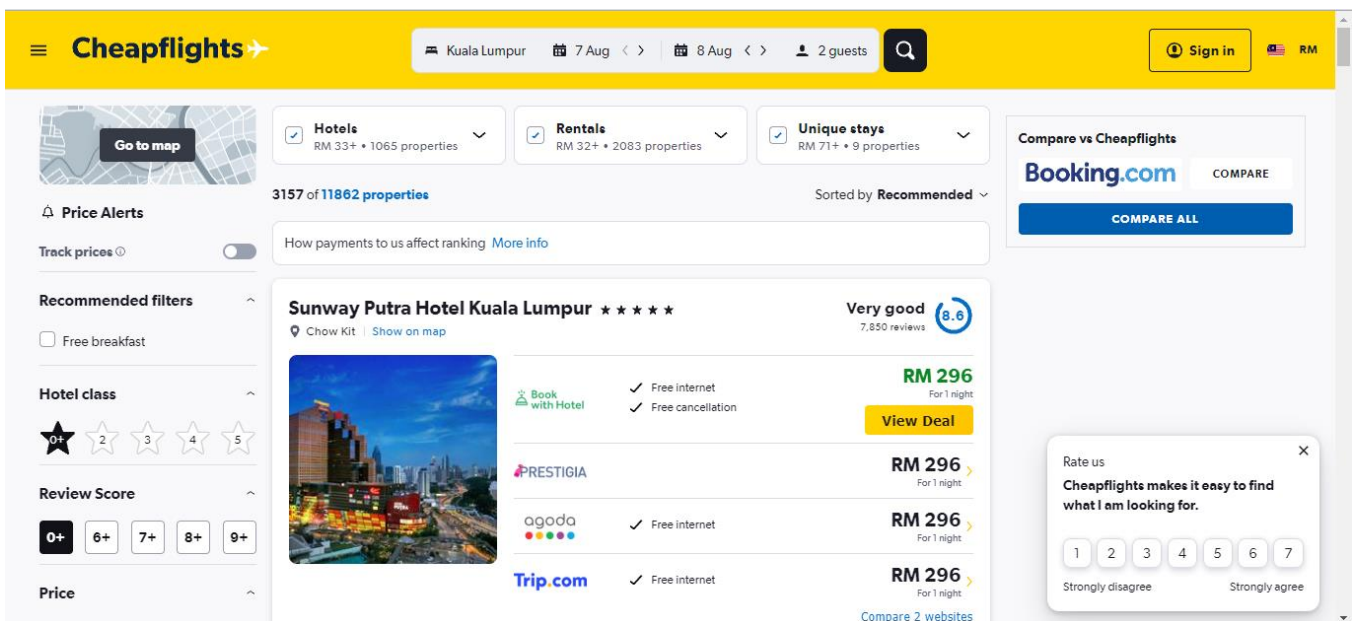 Cheapflights
Kuala Lumpur 7 Aug 8 Aug 2 guests
Sign in RM
Go to map
Price Alerts
Track prices
Recommended filters
Free breakfast
Hotel class
0+ 2 3 4 5
Review Score
0+ 6+ 7+ 8+ 9+
Price
Hotels
RM 33+ • 1065 properties
Rentals
RM 32+ • 2083 properties
Unique stays
RM 71+ • 9 properties
3157 of 11862 properties
Sorted by Recommended
How payments to us affect ranking More info
Sunway Putra Hotel Kuala Lumpur
Chow Kit Show on map
Very good 8.6
7,850 reviews
Book
with Hotel
Free internet
Free cancellation
RM 296
For 1 night
View Deal
PRESTIGIA
RM 296
For 1 night
agoda
Free internet
RM 296
For 1 night
Trip.com
Free internet
RM 296
For 1 night
Compare 2 websites
Compare vs Cheapflights
Booking.com COMPARE
COMPARE ALL
Rate us
Cheapflights makes it easy to find
what I am looking for.
1 2 3 4 5 6 7
Strongly disagree Strongly agree